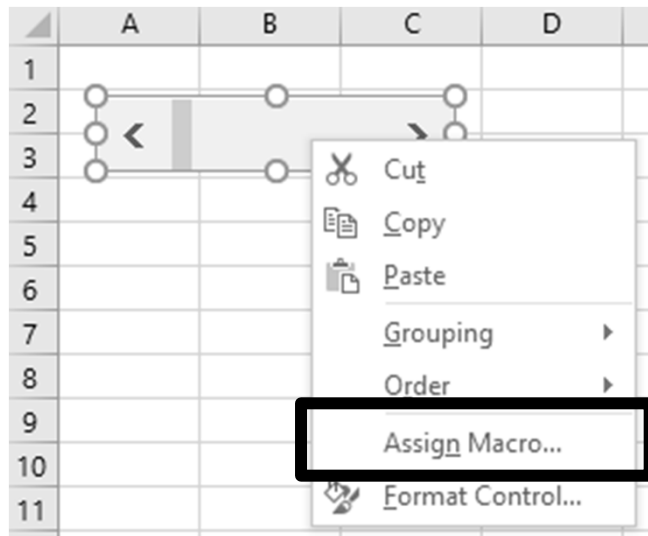 A B C D
1
2
3
Cut
4
Copy
5
Paste
6
7
Grouping
8
Order
9
Assign Macro...
10
Format Control...
11